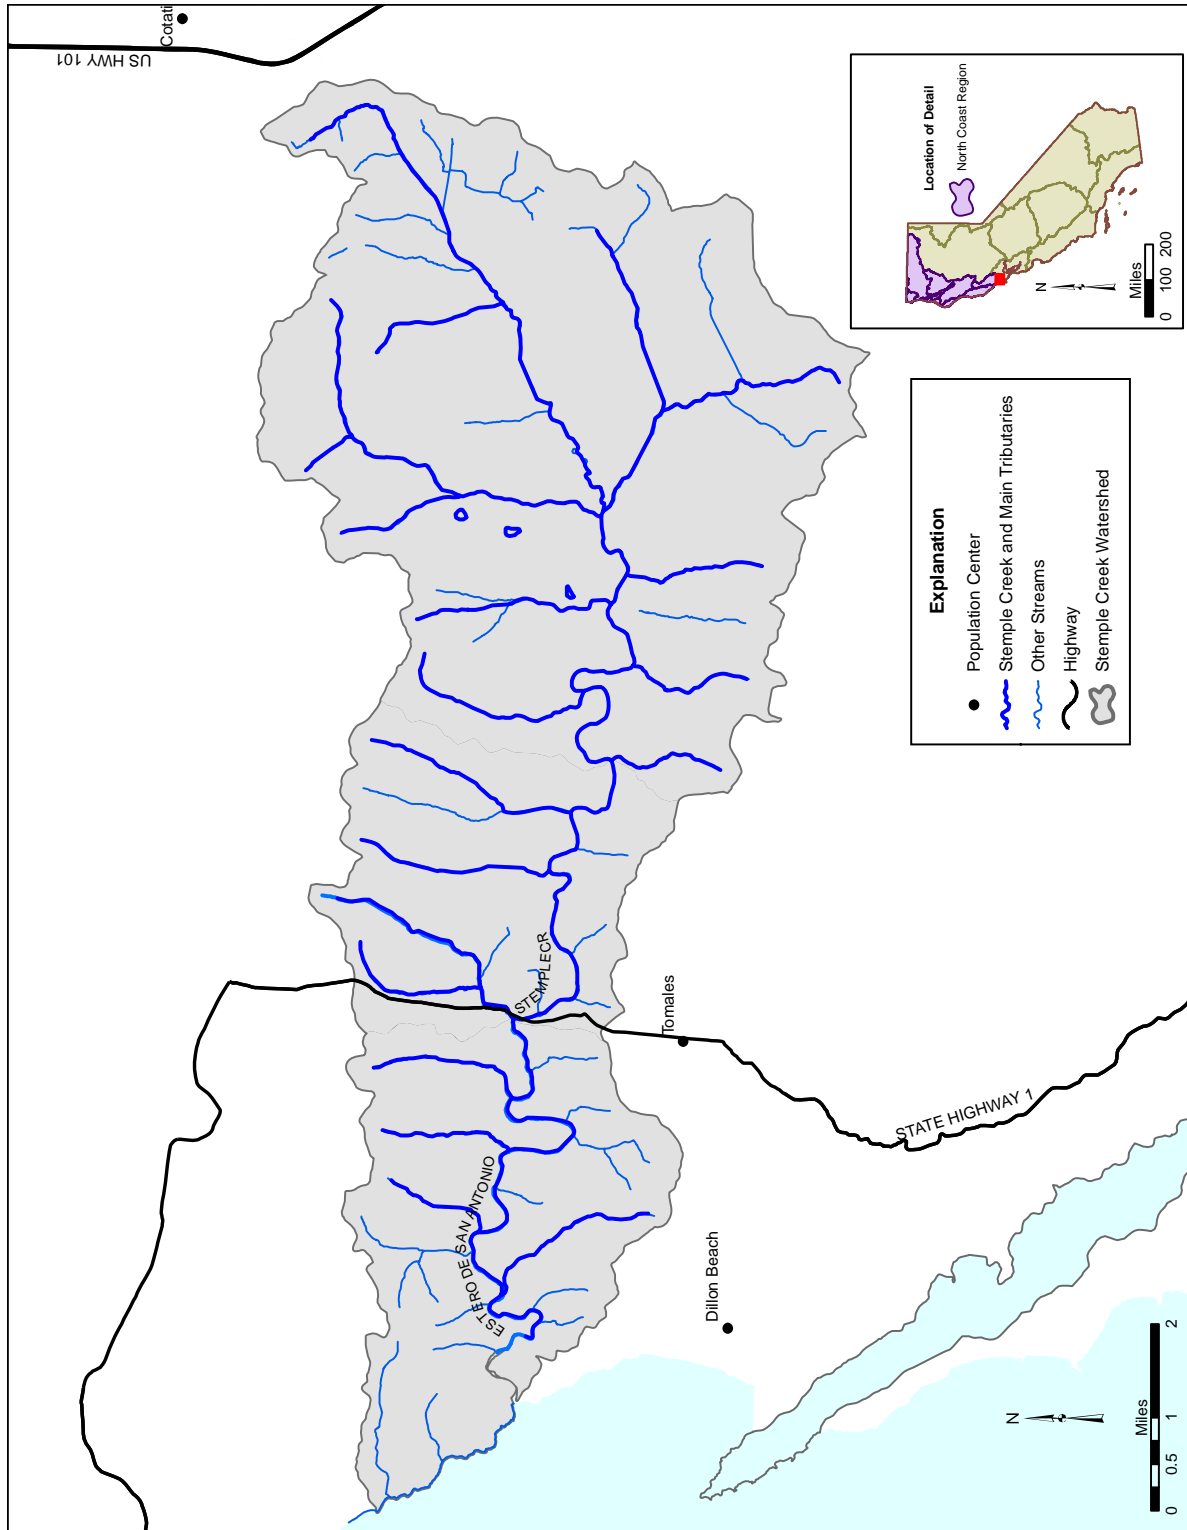 Cotati
US HWY 101
Location of Detail
North Coast Region
N
Miles
0 100 200
Explanation
Population Center
Stemple Creek and Main Tributaries
Other Streams
Highway
Stemple Creek Watershed
STEMPLECR
Tomales
STATE HIGHWAY 1
ESTERO DE SAN ANTONIO
Dillon Beach
N
Miles
0 0.5 1 2